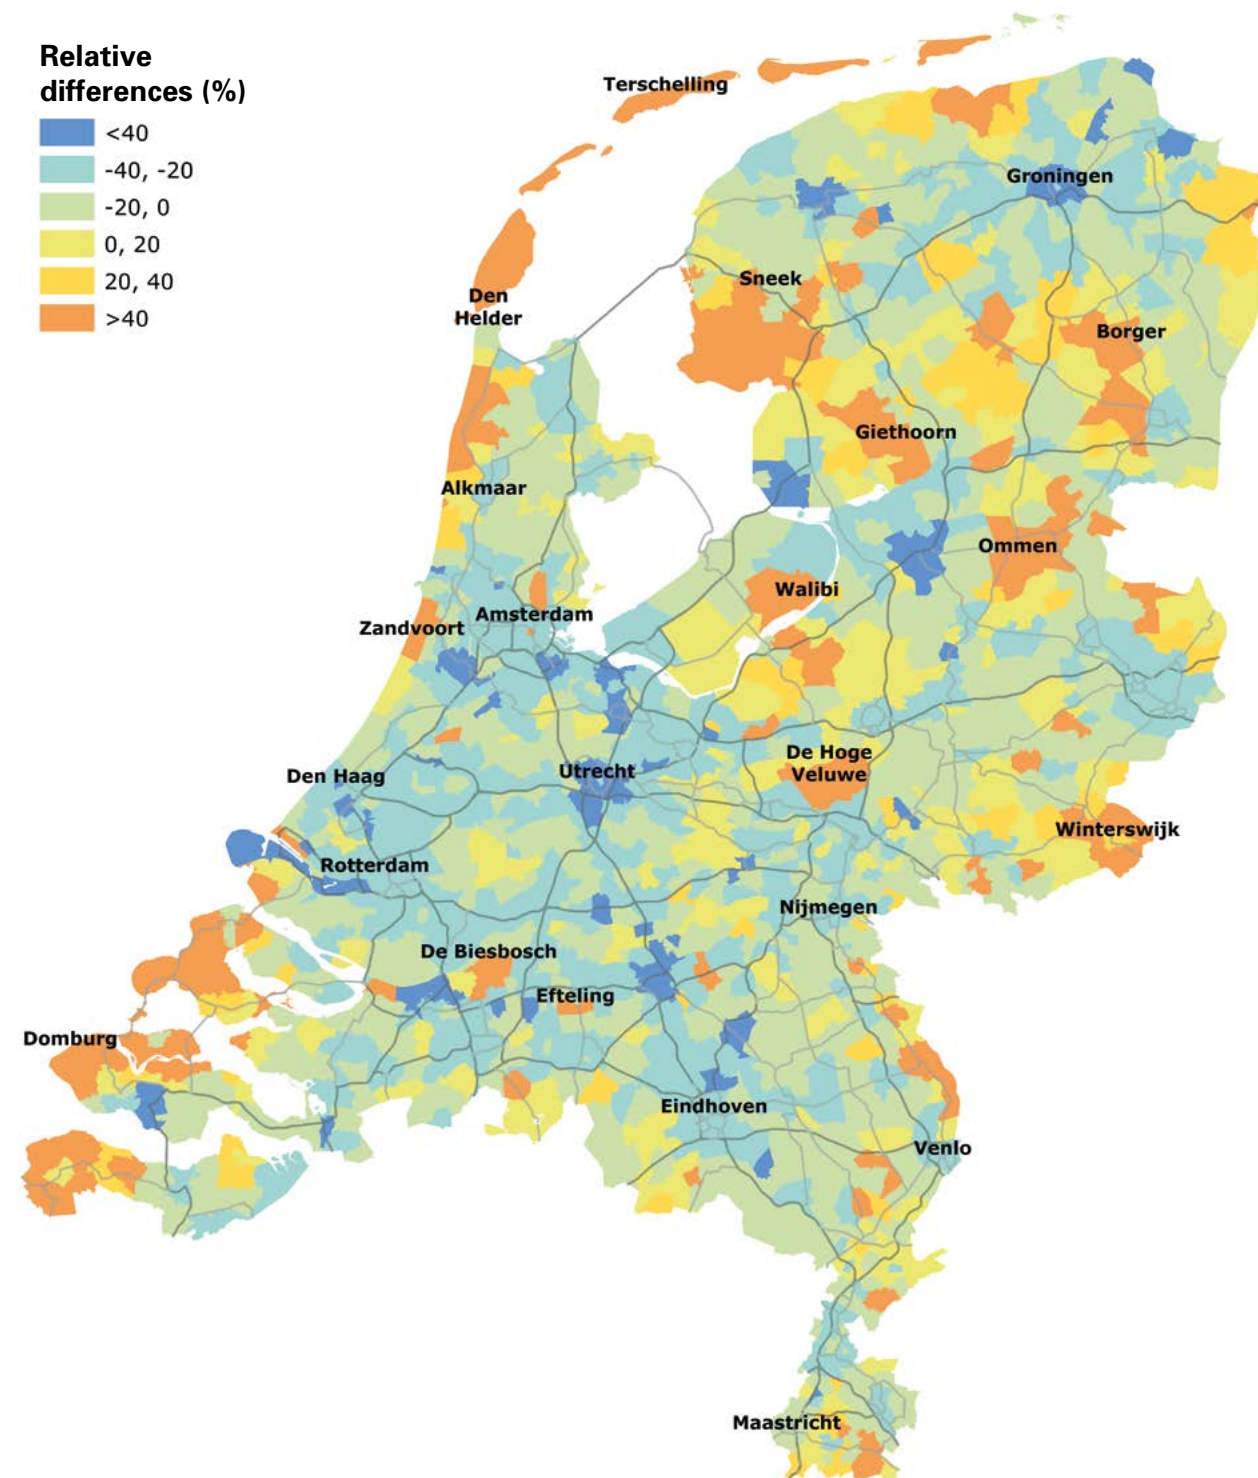 Relative
differences (%)
<40
-40, -20
-20, 0
0, 20
20, 40
>40
Terschelling
Groningen
Sneek
Den
Helder
Borger
Giethoorn
Alkmaar
Ommen
Walibi
Amsterdam
Zandvoort
De Hoge
Veluwe
Utrecht
Den Haag
Winterswijk
Rotterdam
Nijmegen
De Biesbosch
Efteling
Domburg
Eindhoven
Venlo
Maastricht